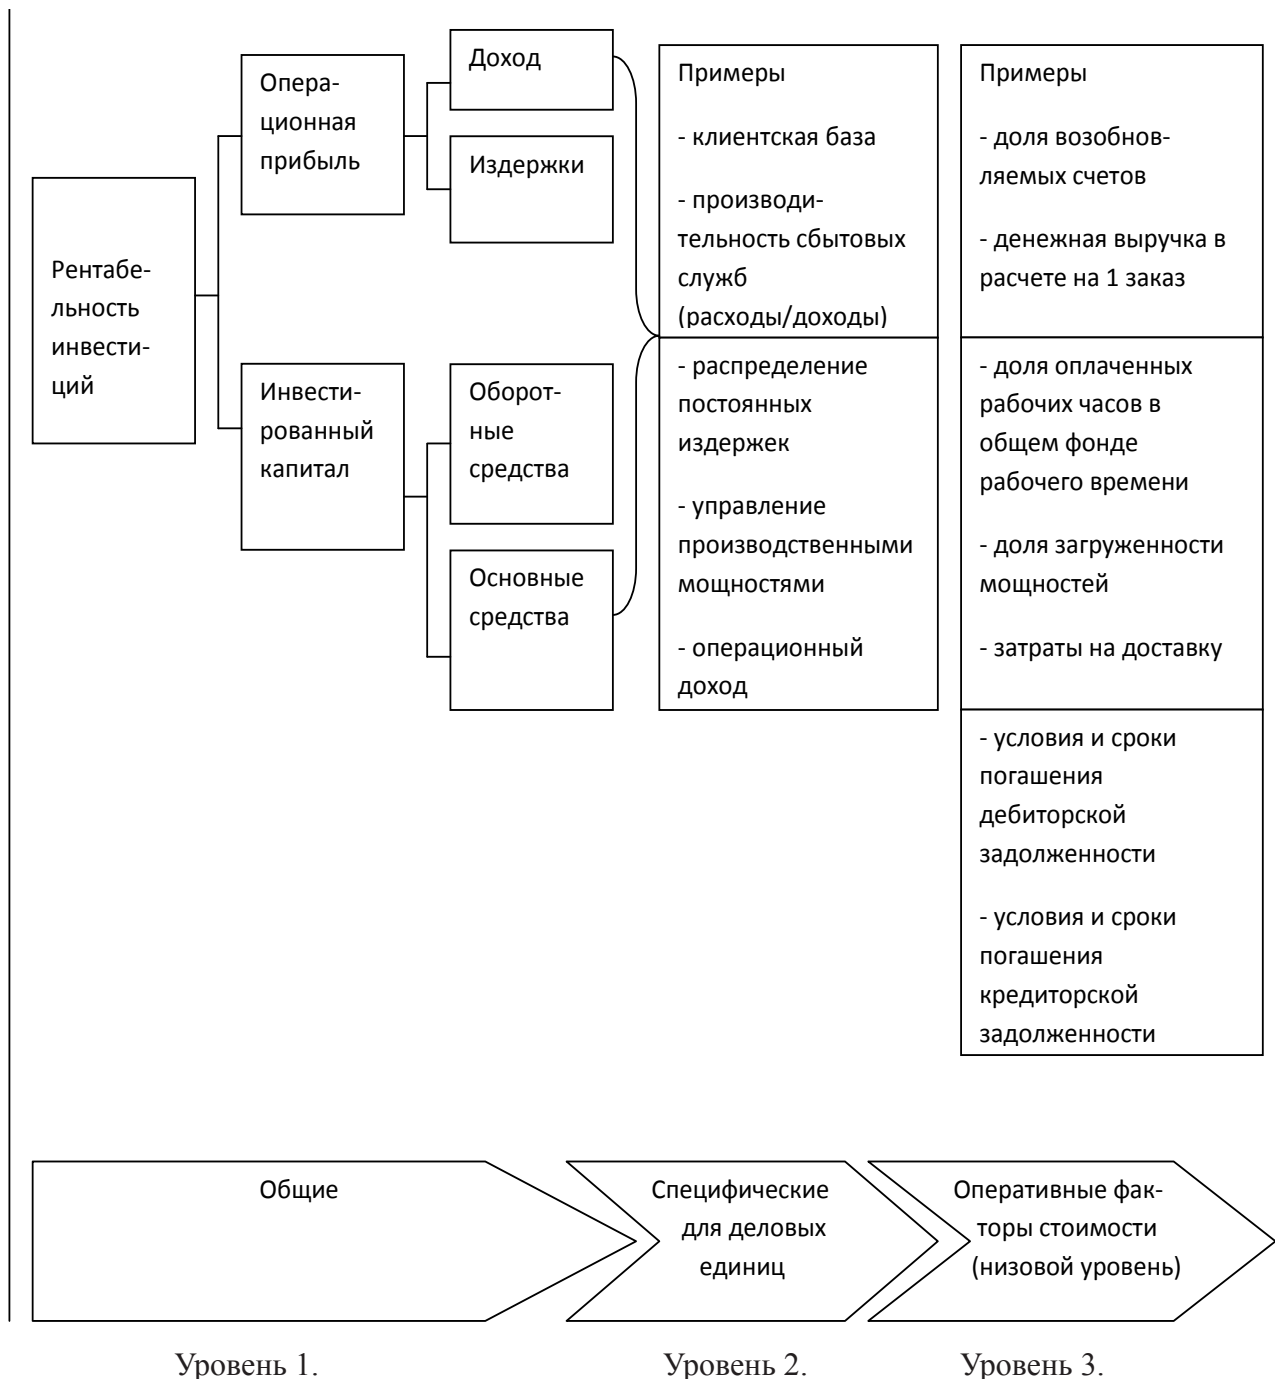 Рентабе-
льность
инвести-
ций
Опера-
ционная
прибыль
Инвести-
рованный
капитал
Доход
Издержки
Оборот-
ные
средства
Основные
средства
Примеры
- клиентская база
- производи-
тельность сбытовых
служб
(расходы/доходы)
- распределение
постоянных
издержек
- управление
производственными
мощностями
- операционный
доход
Примеры
- доля возобнов-
ляемых счетов
- денежная выручка в
расчете на 1 заказ
- доля оплаченных
рабочих часов в
общем фонде
рабочего времени
- доля загруженности
мощностей
- затраты на доставку
- условия и сроки
погашения
дебиторской
задолженности
- условия и сроки
погашения
кредиторской
задолженности
Общие
Специфические
для деловых
единиц
Оперативные фак-
торы стоимости
(низовой уровень)
Уровень 1.
Уровень 2.
Уровень 3.